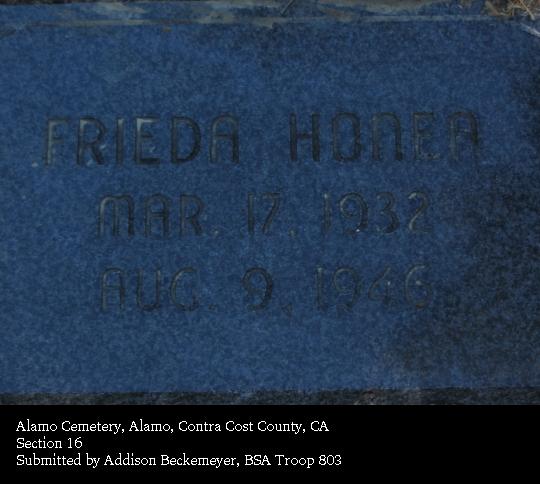 FRIEDA HONEA
MAR. 17, 1932
AUG. 9, 1946
Alamo Cemetery, Alamo, Contra Cost County, CA
Section 16
Submitted by Addison Beckemeyer, BSA Troop 803